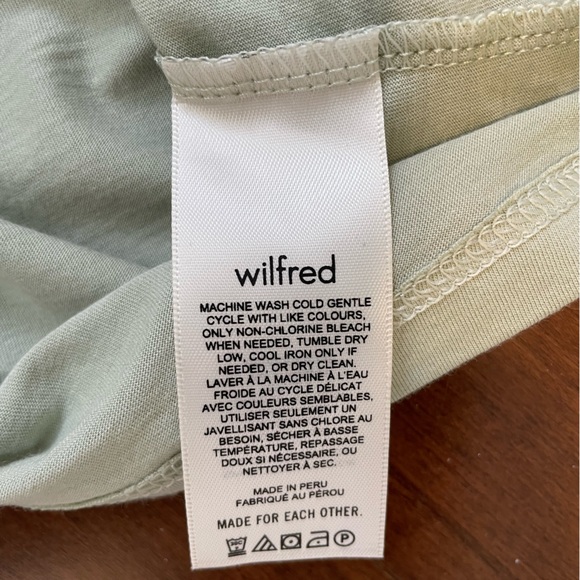 wilfred
MACHINE WASH COLD GENTLE
CYCLE WITH LIKE COLOURS,
ONLY NON-CHLORINE BLEACH
WHEN NEEDED, TUMBLE DRY
LOW, COOL IRON ONLY IF
NEEDED, OR DRY CLEAN.
LAVER À LA MACHINE À L'EAU
FROIDE AU CYCLE DÉLICAT
AVEC COULEURS SEMBLABLES,
UTILISER SEULEMENT UN
JAVELLISANT SANS CHLORE AU
BESOIN, SÉCHER À BASSE
TEMPÉRATURE, REPASSAGE
DOUX SI NÉCESSAIRE, OU
NETTOYER À SEC.
MADE IN PERU
FABRIQUÉ AU PÉROU
MADE FOR EACH OTHER.
P